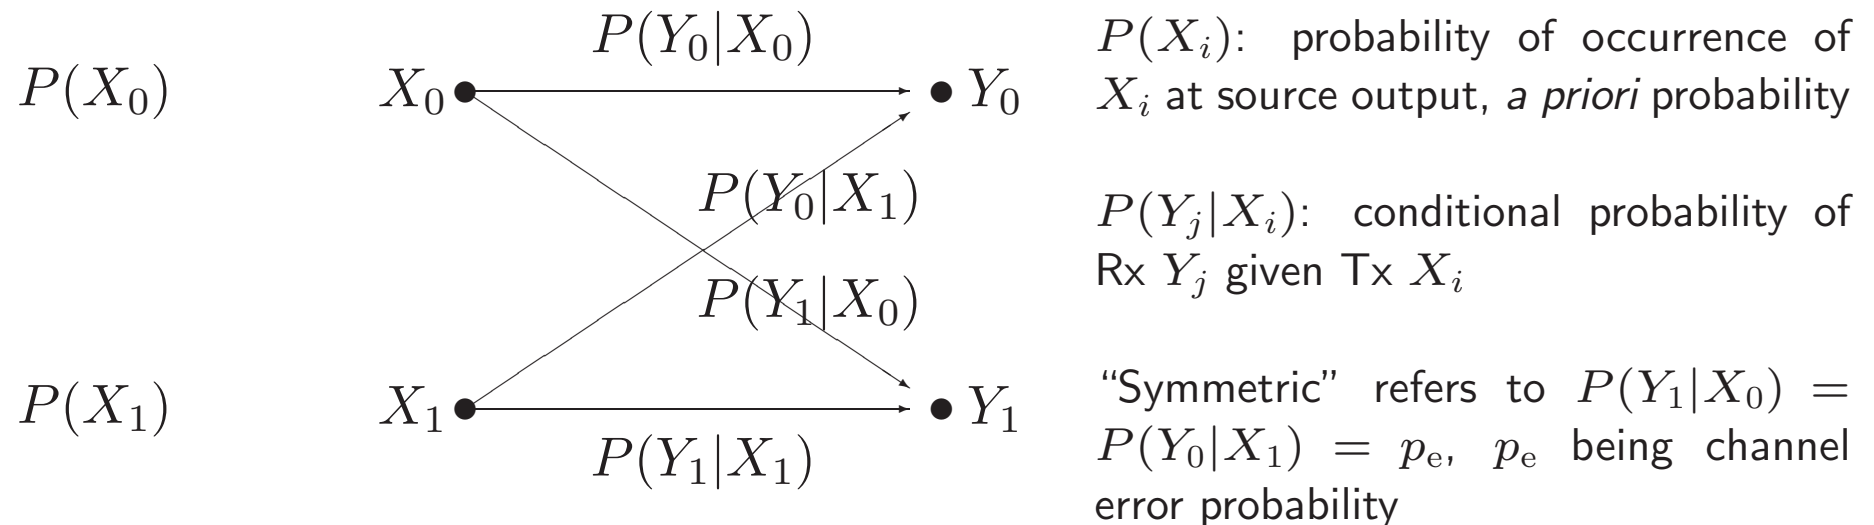 P(Y₀|X₀)
P(X₀) X₀ Y₀
P(Y₀|X₁)
P(Y₁|X₀)
P(X₁) X₁ Y₁
P(Y₁|X₁)
P(Xᵢ): probability of occurrence of
Xᵢ at source output, a priori probability
P(Yⱼ|Xᵢ): conditional probability of
Rx Yⱼ given Tx Xᵢ
“Symmetric” refers to P(Y₁|X₀) =
P(Y₀|X₁) = pₑ, pₑ being channel
error probability